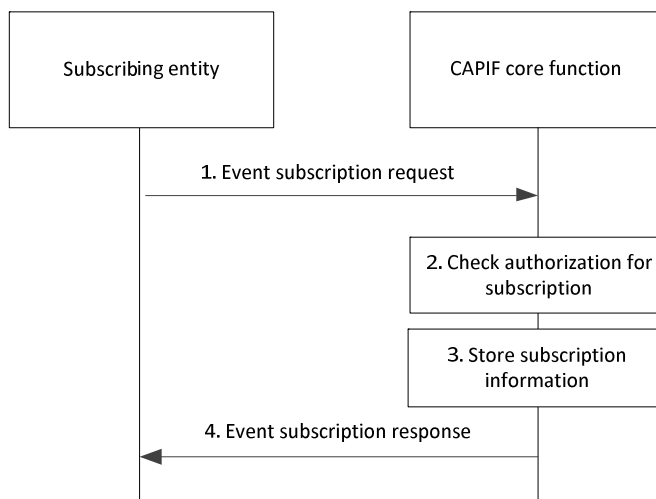 Subscribing entity
CAPIF core function
1. Event subscription request
2. Check authorization for
subscription
3. Store subscription
information
4. Event subscription response